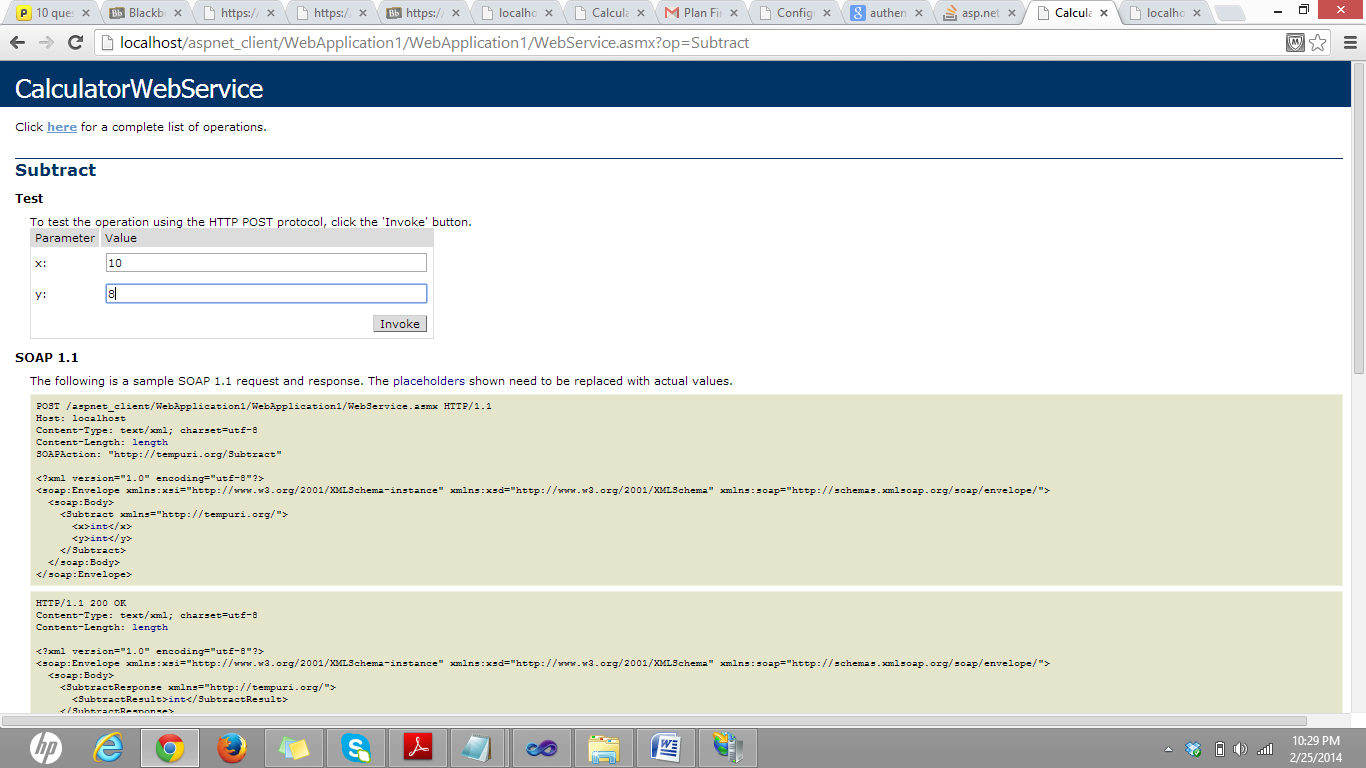 10 ques
Blackb
https:/
https:/
https:/
localho
Calcula
Plan Fi
Config
authen
asp.net
Calcula
localho
localhost/aspnet_client/WebApplication1/WebApplication1/WebService.asmx?op=Subtract
CalculatorWebService
Click here for a complete list of operations.
Subtract
Test
To test the operation using the HTTP POST protocol, click the 'Invoke' button.
Parameter Value
x: 10
y: 8
Invoke
SOAP 1.1
The following is a sample SOAP 1.1 request and response. The placeholders shown need to be replaced with actual values.
POST /aspnet_client/WebApplication1/WebApplication1/WebService.asmx HTTP/1.1
Host: localhost
Content-Type: text/xml; charset=utf-8
Content-Length: length
SOAPAction: "http://tempuri.org/Subtract"
<?xml version="1.0" encoding="utf-8"?>
<soap:Envelope xmlns:xsi="http://www.w3.org/2001/XMLSchema-instance" xmlns:xsd="http://www.w3.org/2001/XMLSchema" xmlns:soap="http://schemas.xmlsoap.org/soap/envelope/">
<soap:Body>
<Subtract xmlns="http://tempuri.org/">
<x>int</x>
<y>int</y>
</Subtract>
</soap:Body>
</soap:Envelope>
HTTP/1.1 200 OK
Content-Type: text/xml; charset=utf-8
Content-Length: length
<?xml version="1.0" encoding="utf-8"?>
<soap:Envelope xmlns:xsi="http://www.w3.org/2001/XMLSchema-instance" xmlns:xsd="http://www.w3.org/2001/XMLSchema" xmlns:soap="http://schemas.xmlsoap.org/soap/envelope/">
<soap:Body>
<SubtractResponse xmlns="http://tempuri.org/">
<SubtractResult>int</SubtractResult>
</SubtractResponse>
10:29 PM
2/25/2014